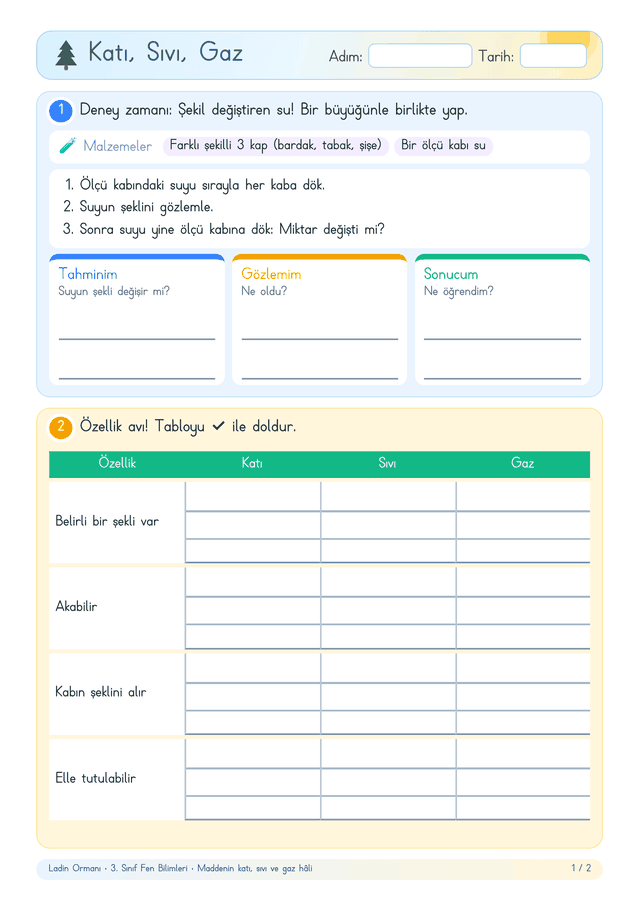 Katı, Sıvı, Gaz
Adım:
Tarih:
1 Deney zamanı: Şekil değiştiren su! Bir büyüğünle birlikte yap.
Malzemeler Farklı şekilli 3 kap (bardak, tabak, şişe) Bir ölçü kabı su
1. Ölçü kabındaki suyu sırayla her kaba dök.
2. Suyun şeklini gözlemle.
3. Sonra suyu yine ölçü kabına dök: Miktar değişti mi?
Tahminim
Suyun şekli değişir mi?
Gözlemim
Ne oldu?
Sonucum
Ne öğrendim?
2 Özellik avı! Tabloyu ✓ ile doldur.
Özellik Katı Sıvı Gaz
Belirli bir şekli var
Akabilir
Kabın şeklini alır
Elle tutulabilir
Ladin Ormanı • 3. Sınıf Fen Bilimleri • Maddenin katı, sıvı ve gaz hâli
1 / 2